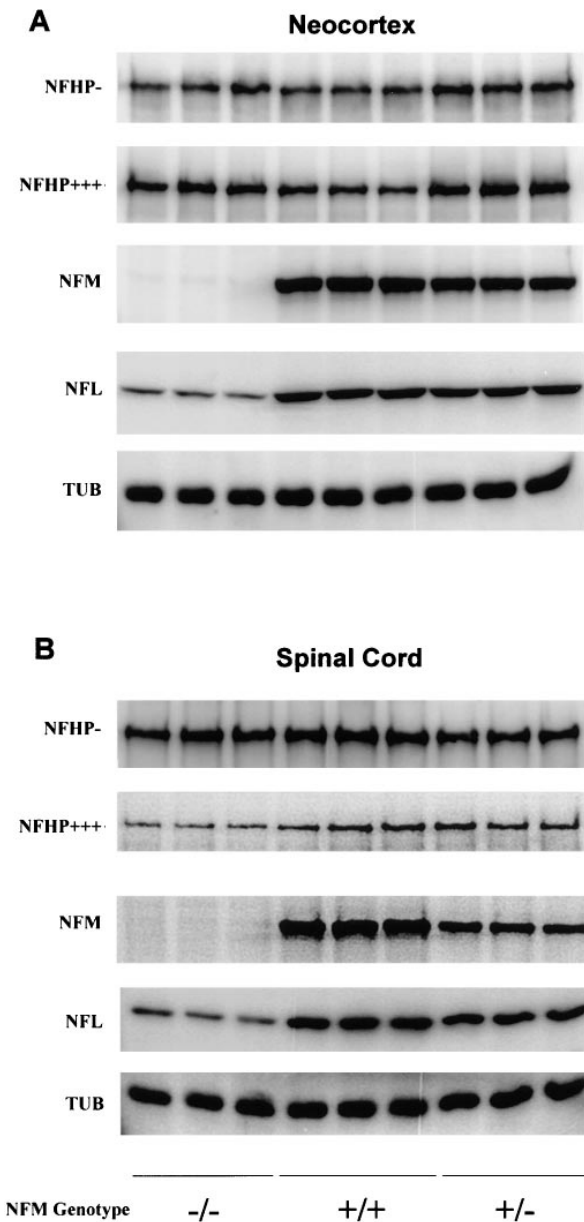 A
Neocortex
NFHP-
NFHP+++
NFM
NFL
TUB
B
Spinal Cord
NFHP-
NFHP+++
NFM
NFL
TUB
NFM Genotype -/- +/+ +/-